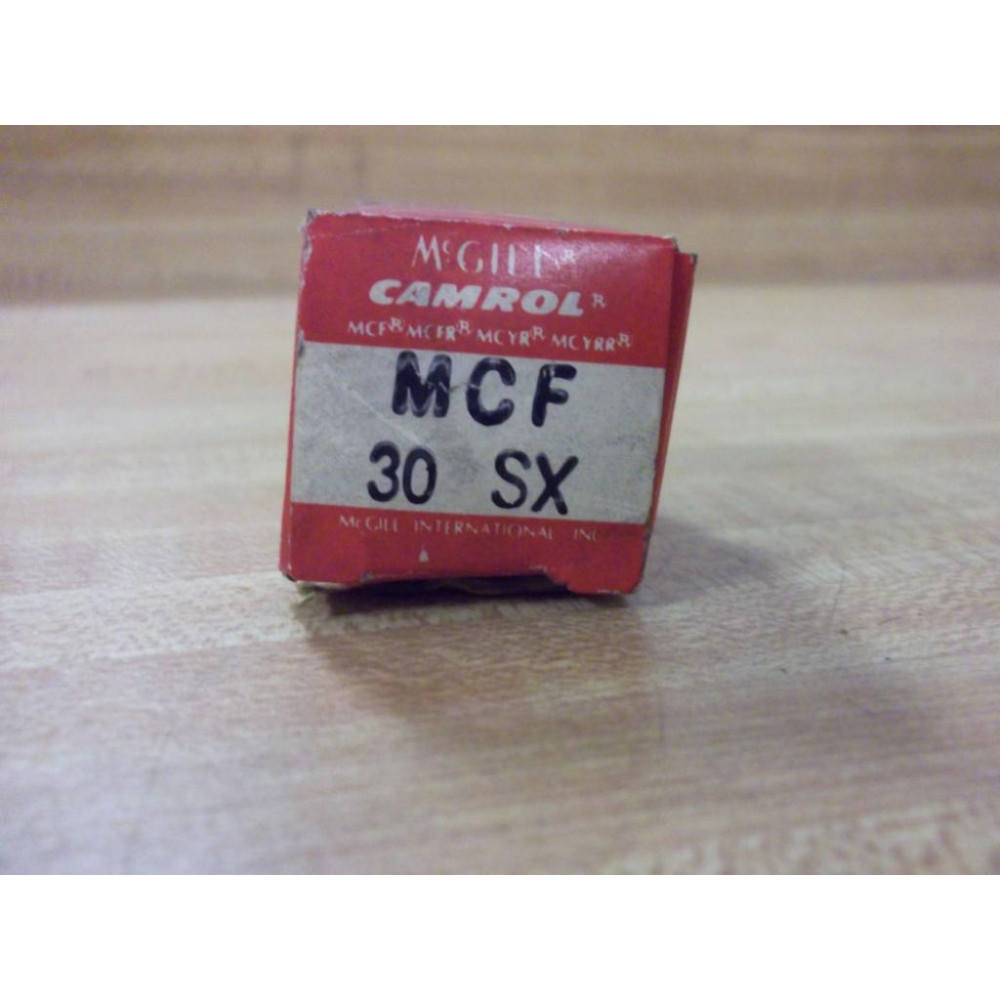 McGILL®
CAMROL®
MCF® MCFR® MCYR® MCYRR®
MCF
30 SX
McGILL INTERNATIONAL INC